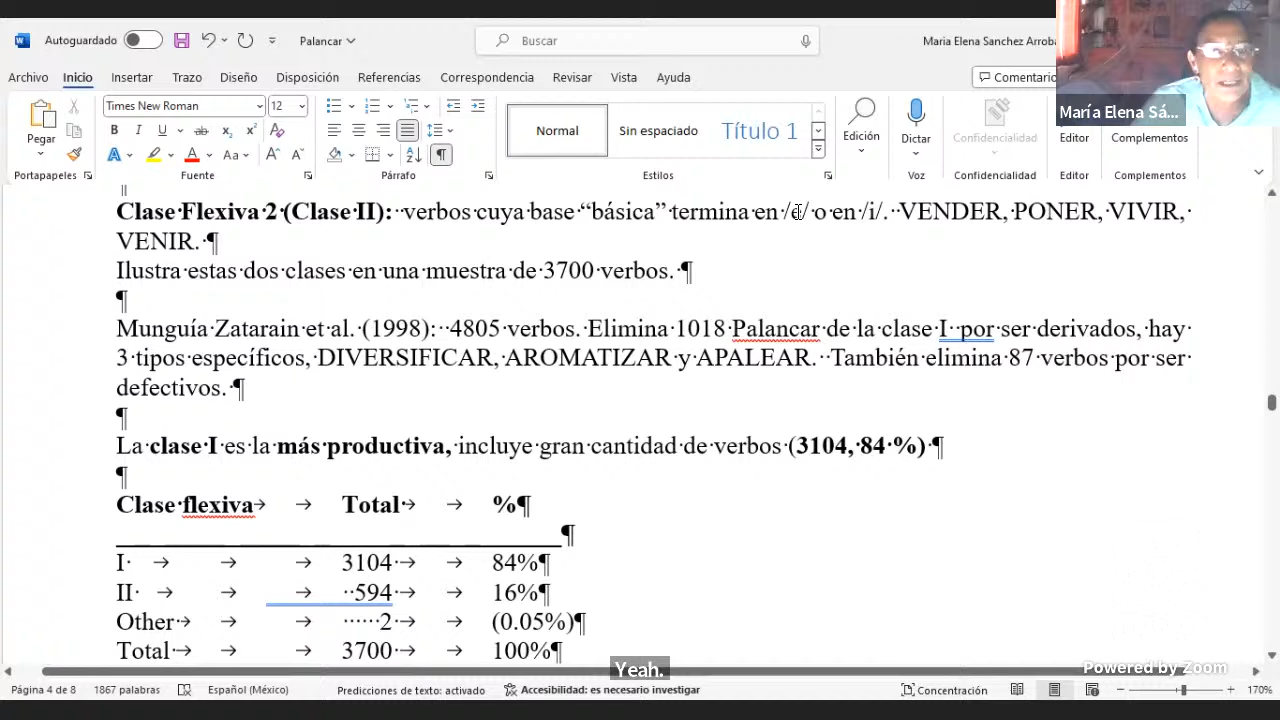 Autoguardado
Palancar
Buscar
Maria Elena Sanchez Arroba
Archivo Inicio Insertar Trazo Diseño Disposición Referencias Correspondencia Revisar Vista Ayuda
Comentario
María Elena Sá...
Times New Roman 12
Normal Sin espaciado Título 1
Pegar Edición Dictar Confidencialidad Editor Complementos
Portapapeles Fuente Párrafo Estilos Voz Confidencialidad Editor Complementos
¶
Clase·Flexiva·2·(Clase·II):··verbos·cuya·base·“básica”·termina·en·/e/·o·en·/i/.··VENDER,·PONER,·VIVIR,·
VENIR.·¶
Ilustra·estas·dos·clases·en·una·muestra·de·3700·verbos.·¶
¶
Munguía·Zatarain·et·al.·(1998):··4805·verbos.·Elimina·1018·Palancar·de·la·clase·I··por·ser·derivados,·hay·
3·tipos·específicos,·DIVERSIFICAR,·AROMATIZAR·y·APALEAR.··También·elimina·87·verbos·por·ser·
defectivos.·¶
¶
La·clase·I·es·la·más·productiva,·incluye·gran·cantidad·de·verbos·(3104,·84·%)·¶
¶
Clase·flexiva→ → Total·→ → %¶
¶
I· → → → 3104·→ → 84%¶
II· → → → ··594·→ → 16%¶
Other→ → → ······2·→ → (0.05%)¶
Total→ → → 3700·→ → 100%¶
Yeah.
Powered by Zoom
Página 4 de 8 1867 palabras Español (México) Predicciones de texto: activado Accesibilidad: es necesario investigar Concentración 170%